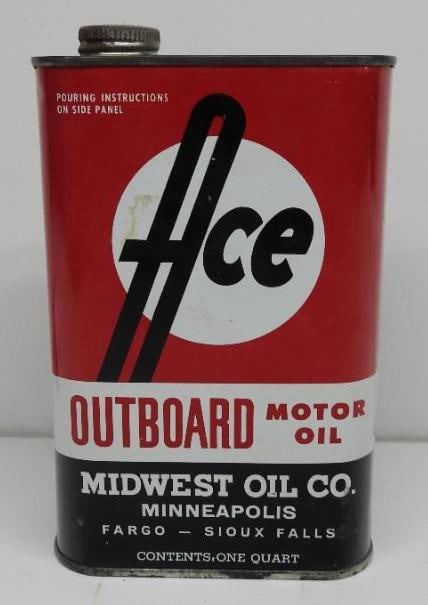 POURING INSTRUCTIONS
ON SIDE PANEL
Ace
OUTBOARD MOTOR OIL
MIDWEST OIL CO.
MINNEAPOLIS
FARGO — SIOUX FALLS
CONTENTS, ONE QUART